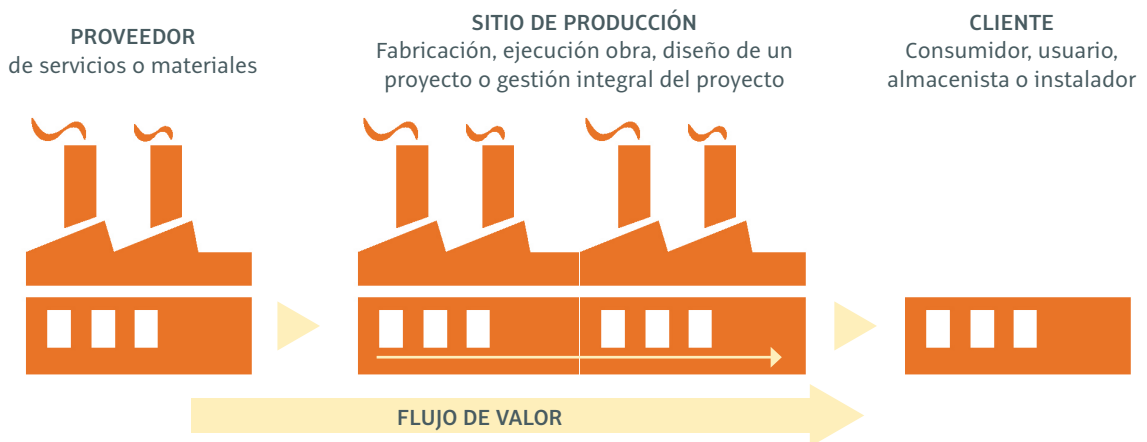 PROVEEDOR
de servicios o materiales
SITIO DE PRODUCCIÓN
Fabricación, ejecución obra, diseño de un
proyecto o gestión integral del proyecto
CLIENTE
Consumidor, usuario,
almacenista o instalador
FLUJO DE VALOR